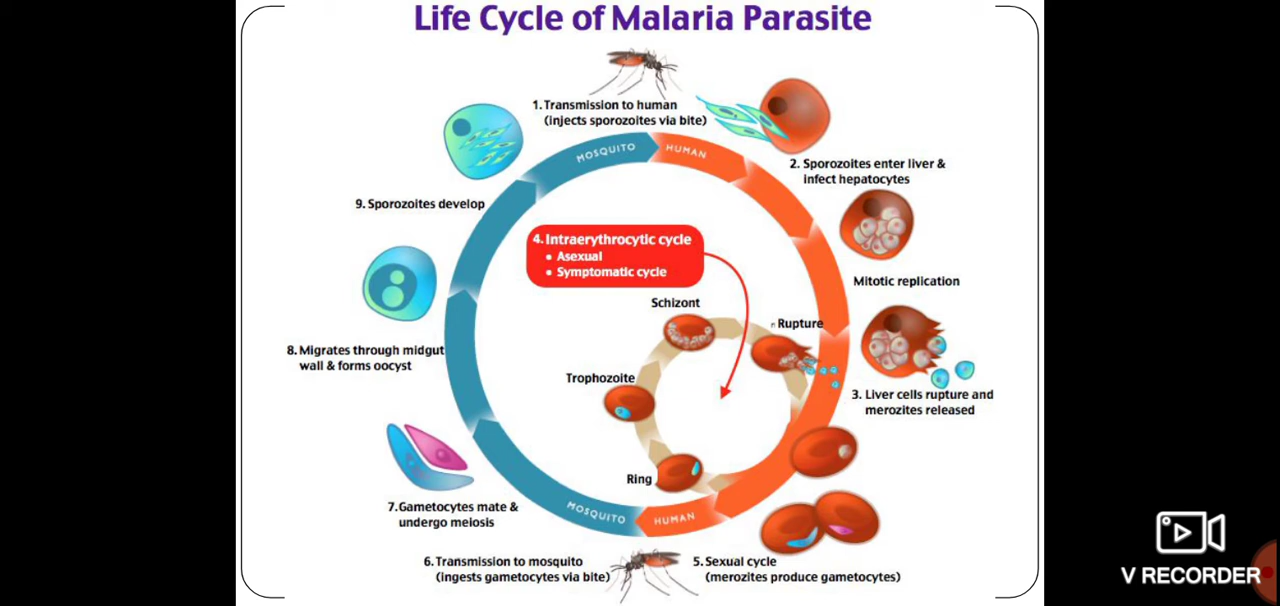 Life Cycle of Malaria Parasite
1. Transmission to human
(injects sporozoites via bite)
MOSQUITO
HUMAN
2. Sporozoites enter liver &
infect hepatocytes
9. Sporozoites develop
4. Intraerythrocytic cycle
• Asexual
• Symptomatic cycle
Mitotic replication
Schizont
Rupture
8. Migrates through midgut
wall & forms oocyst
Trophozoite
3. Liver cells rupture and
merozites released
Ring
7. Gametocytes mate &
undergo meiosis
MOSQUITO
HUMAN
6. Transmission to mosquito
(ingests gametocytes via bite)
5. Sexual cycle
(merozites produce gametocytes)
V RECORDER